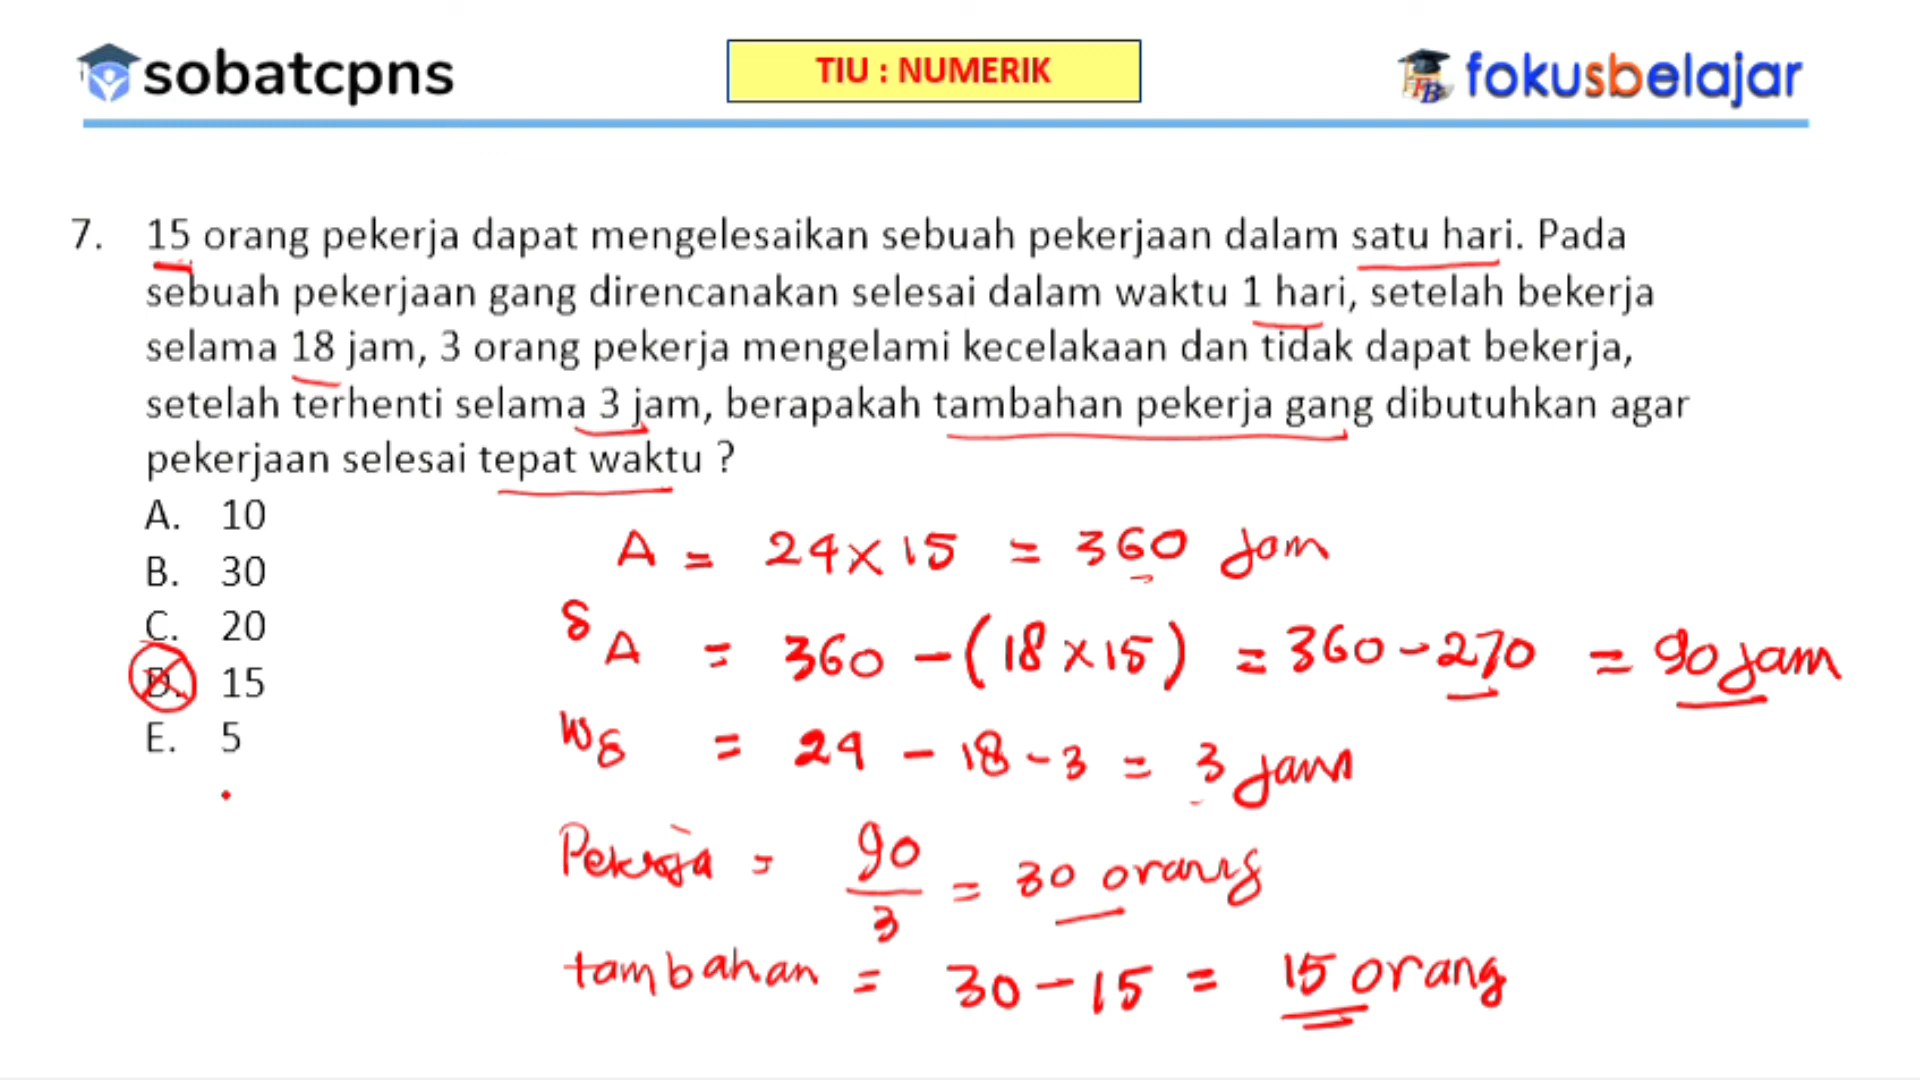 sobatcpns
TIU : NUMERIK
fokusbelajar
7. 15 orang pekerja dapat mengelesaikan sebuah pekerjaan dalam satu hari. Pada
sebuah pekerjaan gang direncanakan selesai dalam waktu 1 hari, setelah bekerja
selama 18 jam, 3 orang pekerja mengelami kecelakaan dan tidak dapat bekerja,
setelah terhenti selama 3 jam, berapakah tambahan pekerja gang dibutuhkan agar
pekerjaan selesai tepat waktu ?
A. 10
B. 30
C. 20
D. 15
E. 5
A = 24 x 15 = 360 jam
S A = 360 - (18 x 15) = 360 - 270 = 90 jam
WS = 24 - 18 - 3 = 3 jam
Pekerja = 90/3 = 30 orang
tambahan = 30 - 15 = 15 orang